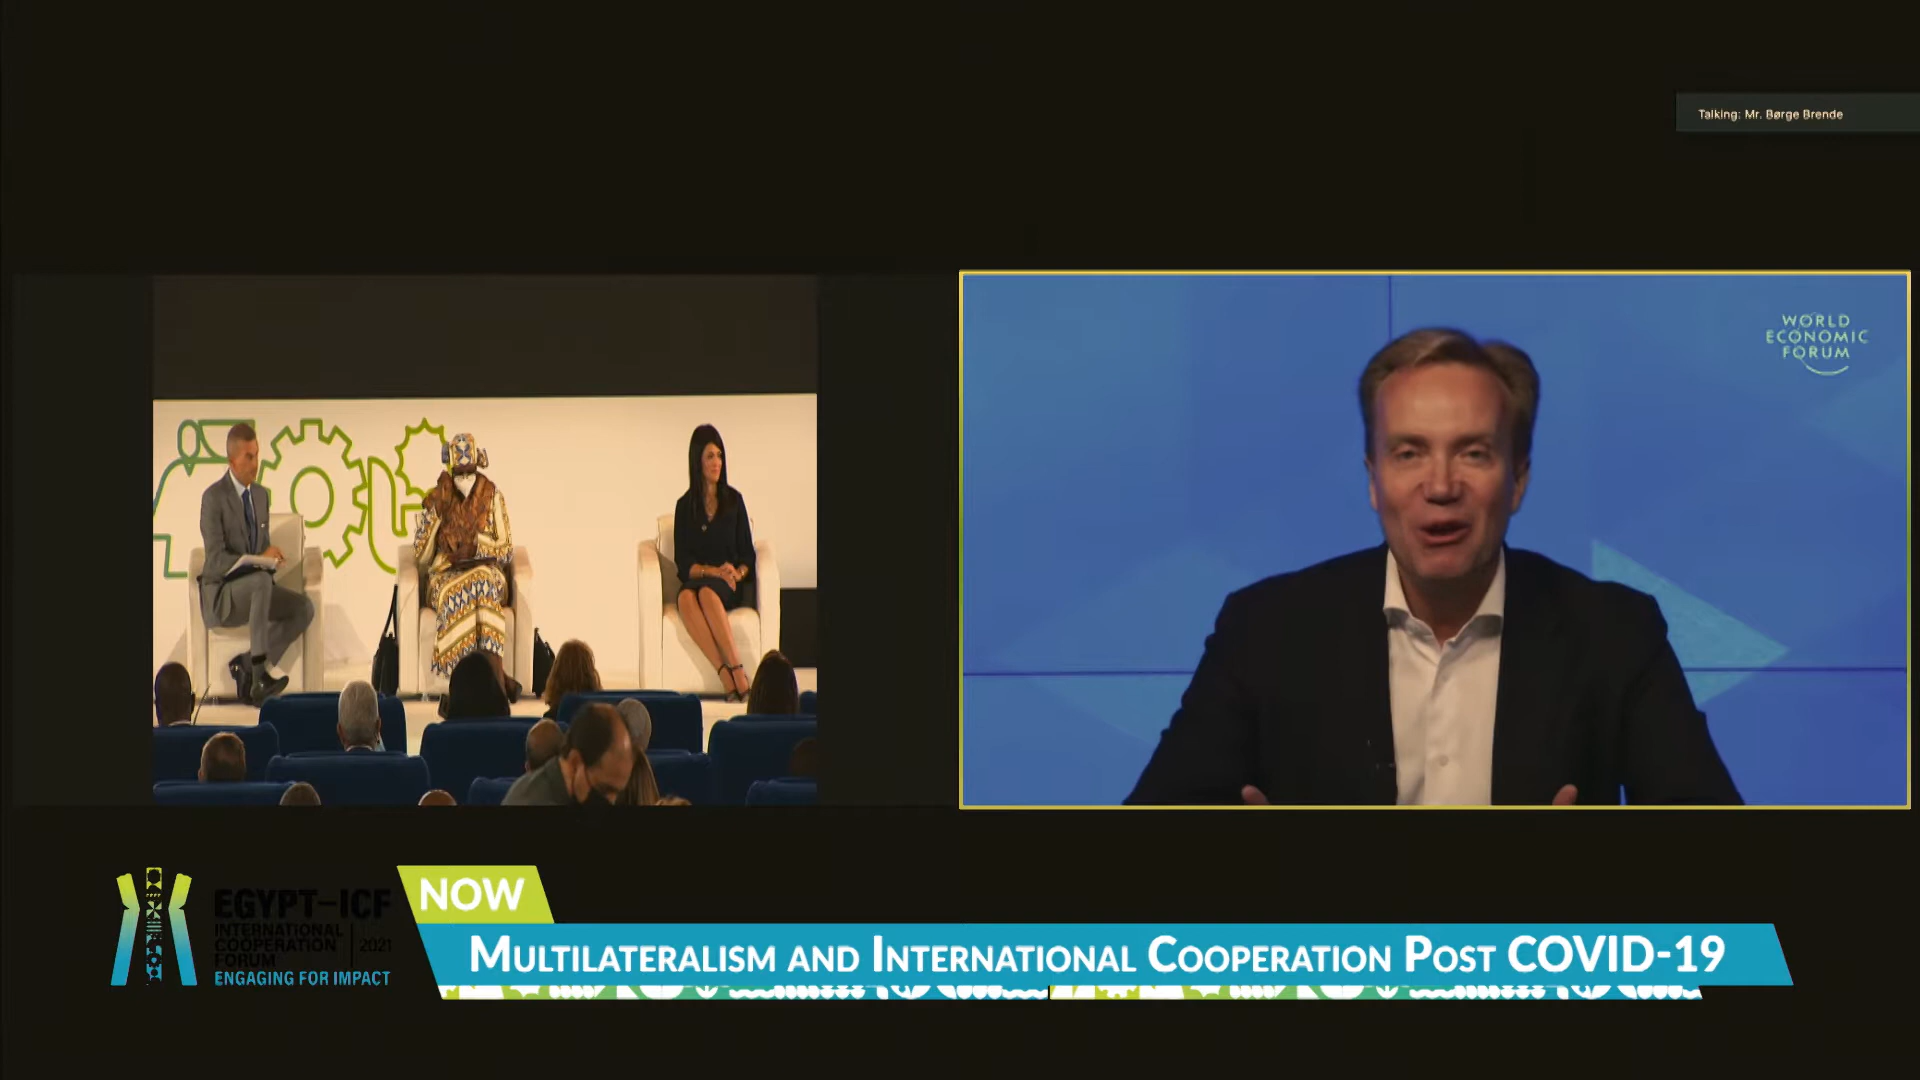 Talking: Mr. Børge Brende
WORLD
ECONOMIC
FORUM
NOW
EGYPT-ICF
INTERNATIONAL
COOPERATION
FORUM
2021
ENGAGING FOR IMPACT
MULTILATERALISM AND INTERNATIONAL COOPERATION POST COVID-19